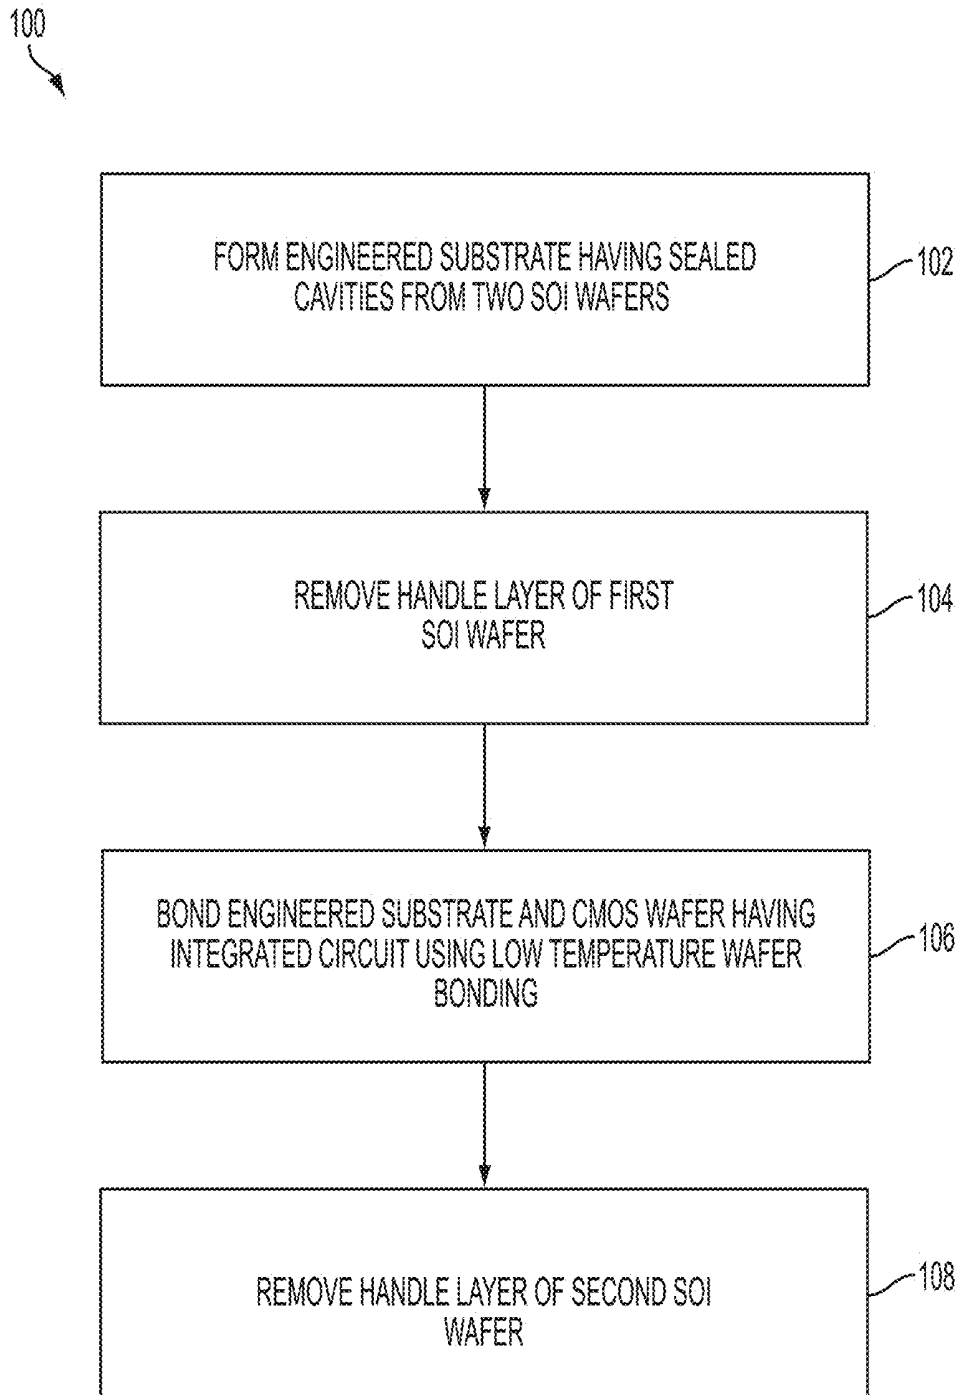 100
FORM ENGINEERED SUBSTRATE HAVING SEALED
CAVITIES FROM TWO SOI WAFERS
102
REMOVE HANDLE LAYER OF FIRST
SOI WAFER
104
BOND ENGINEERED SUBSTRATE AND CMOS WAFER HAVING
INTEGRATED CIRCUIT USING LOW TEMPERATURE WAFER
BONDING
106
REMOVE HANDLE LAYER OF SECOND SOI
WAFER
108